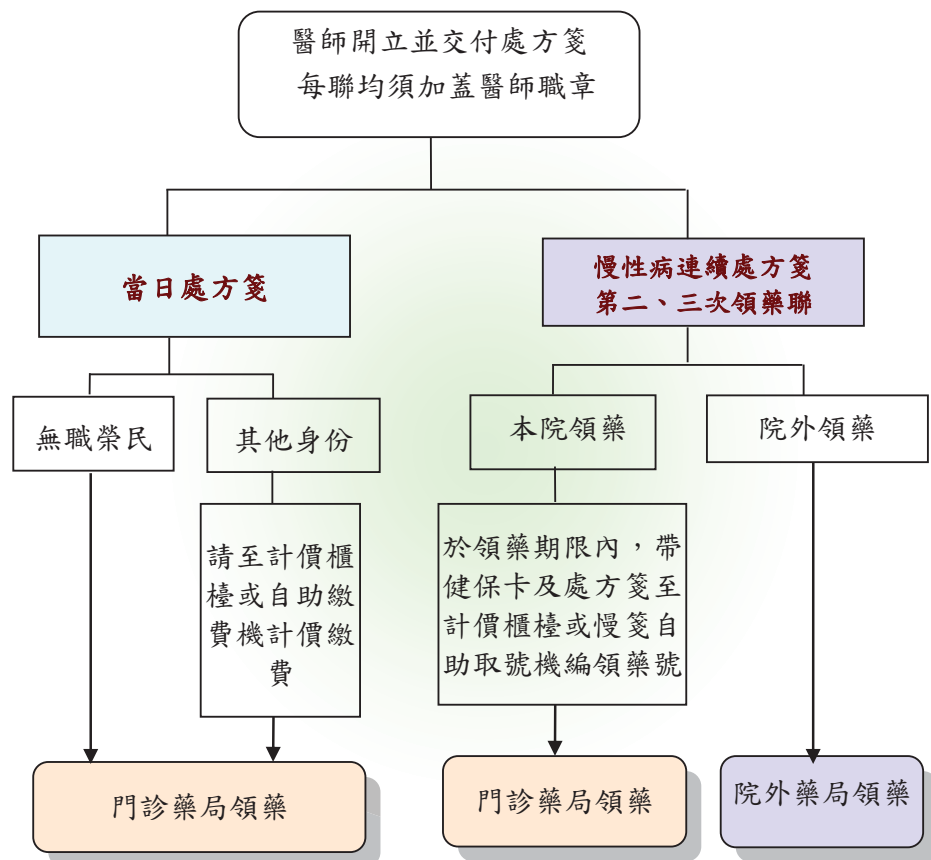 醫師開立並交付處方箋
每聯均須加蓋醫師職章
當日處方箋
慢性病連續處方箋
第二、三次領藥聯
無職榮民
其他身份
本院領藥
院外領藥
請至計價櫃
檯或自助繳
費機計價繳
費
於領藥期限內，帶
健保卡及處方箋至
計價櫃檯或慢箋自
助取號機編領藥號
門診藥局領藥
門診藥局領藥
院外藥局領藥